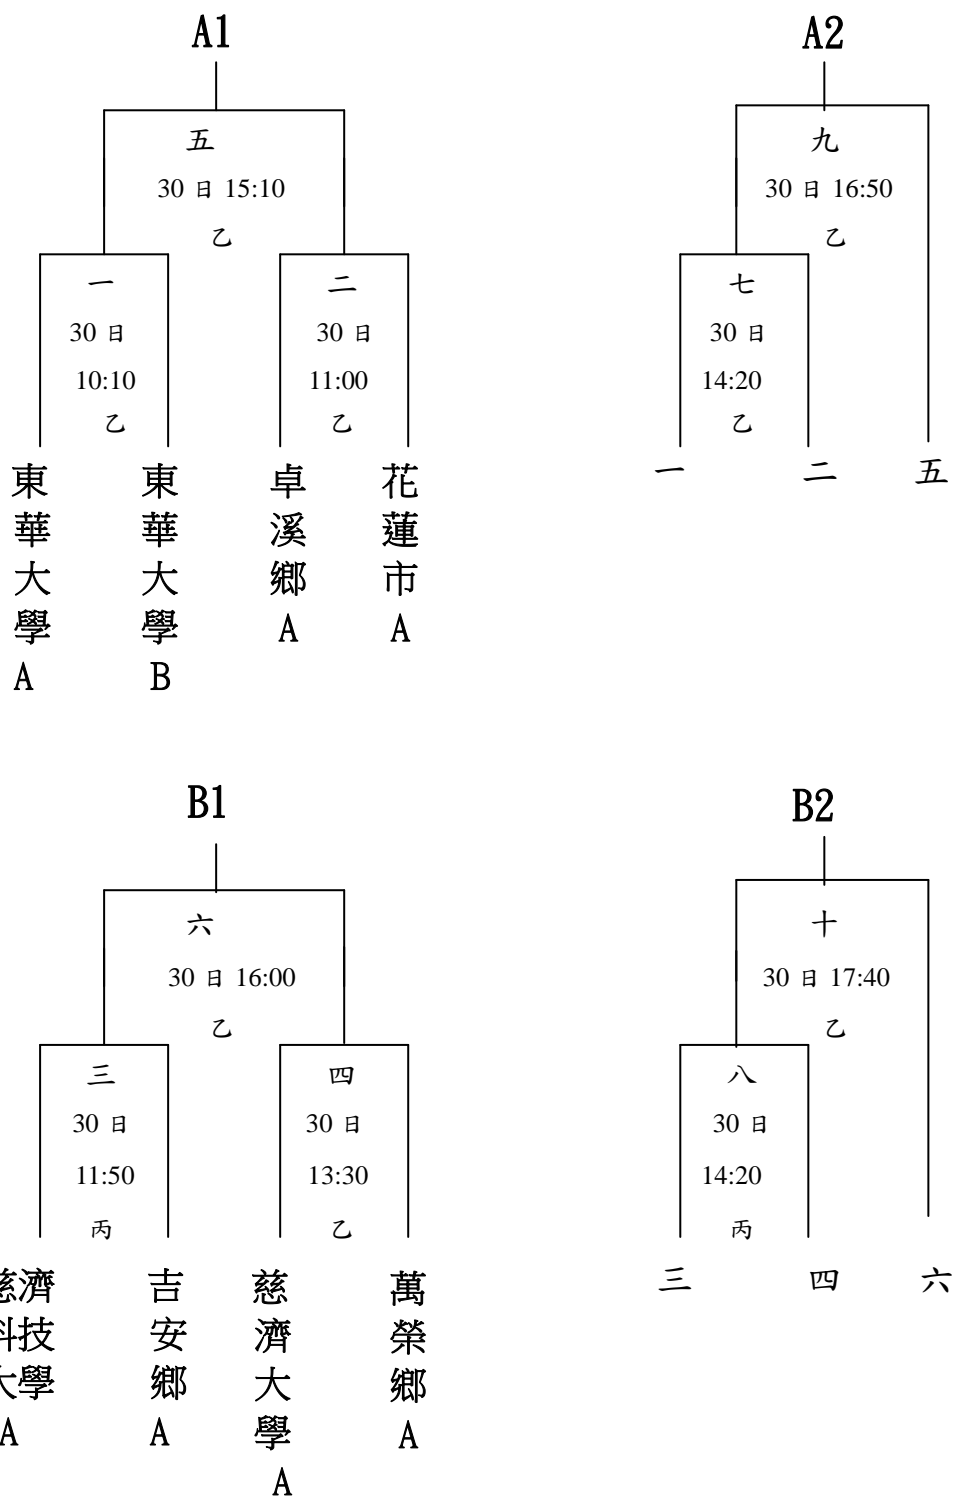 A1
五
30 日 15:10
乙
一
30 日
10:10
乙
二
30 日
11:00
乙
東華大學A
東華大學B
卓溪鄉A
花蓮市A
A2
九
30 日 16:50
乙
七
30 日
14:20
乙
一
二
五
B1
六
30 日 16:00
乙
三
30 日
11:50
丙
四
30 日
13:30
乙
慈濟
科技
大學
A
吉安鄉A
慈濟大學A
萬榮鄉A
B2
十
30 日 17:40
乙
八
30 日
14:20
丙
三
四
六